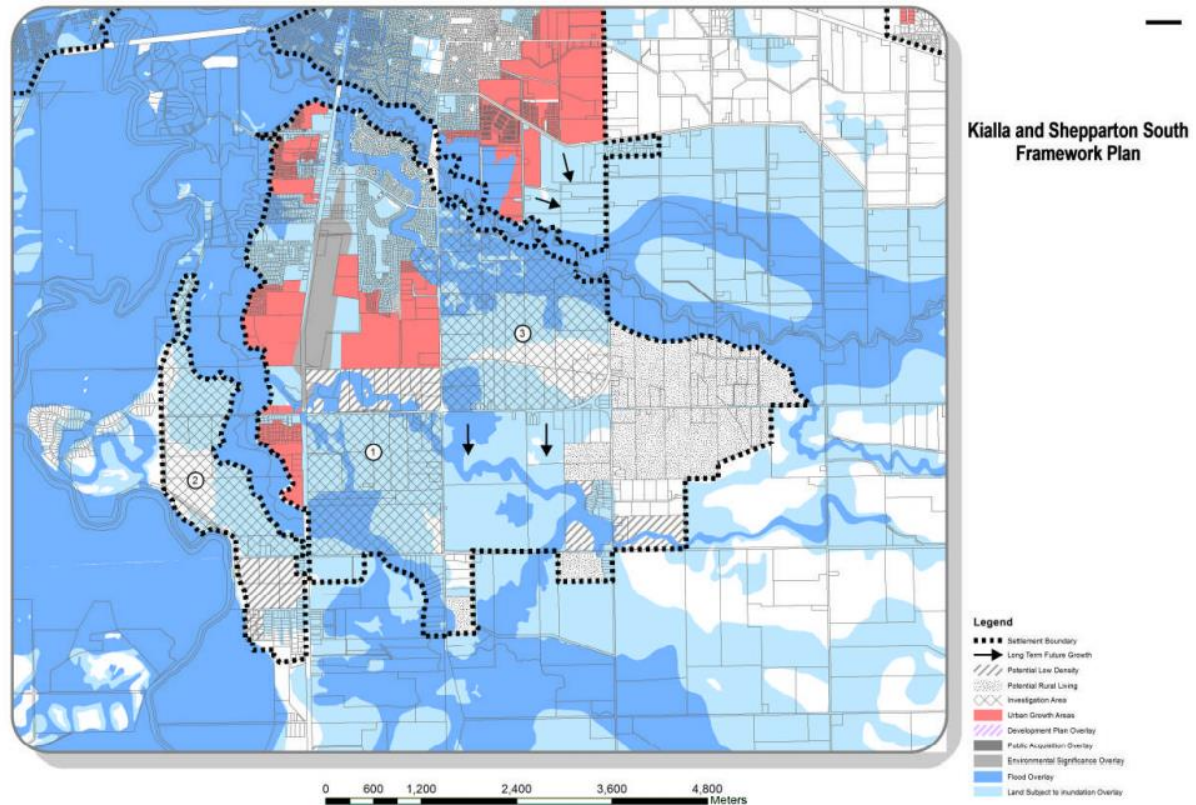 Kialla and Shepparton South
Framework Plan
3
1
2
Legend
Settlement Boundary
Long Term Future Growth
Potential Low Density
Potential Rural Living
Investigation Area
Urban Growth Areas
Development Plan Overlay
Public Acquisition Overlay
Environmental Significance Overlay
Flood Overlay
Land Subject to Inundation Overlay
0 600 1,200 2,400 3,600 4,800
Meters